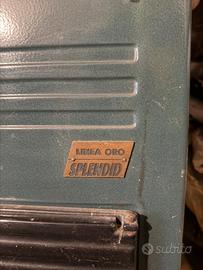 LINEA ORO
SPLENDID
subito